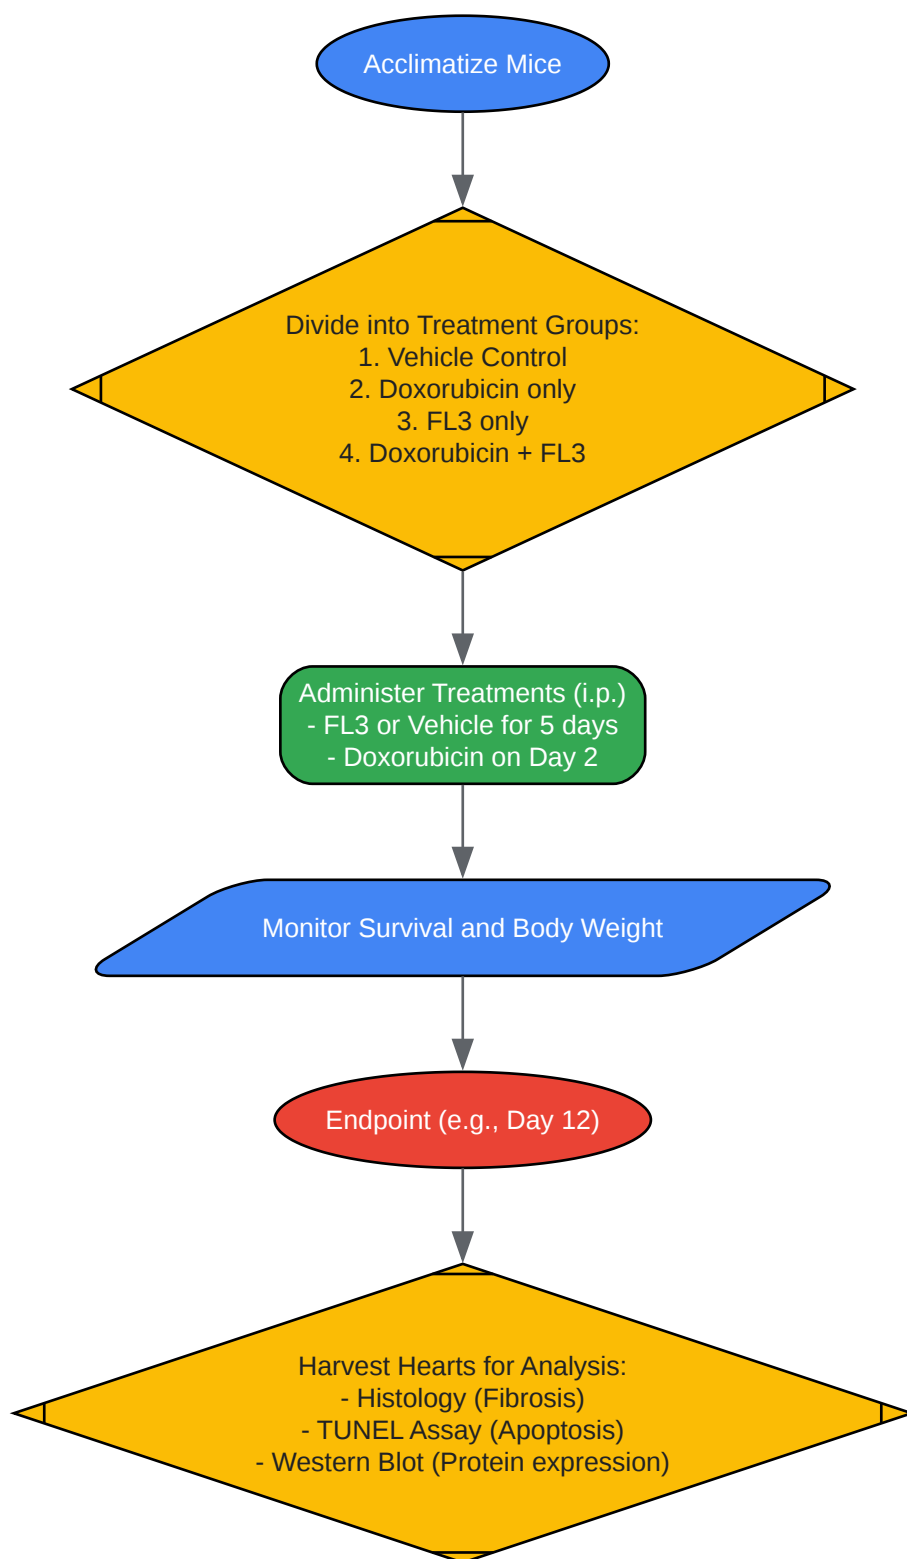 Acclimatize Mice
Divide into Treatment Groups:
1. Vehicle Control
2. Doxorubicin only
3. FL3 only
4. Doxorubicin + FL3
Administer Treatments (i.p.)
- FL3 or Vehicle for 5 days
- Doxorubicin on Day 2
Monitor Survival and Body Weight
Endpoint (e.g., Day 12)
Harvest Hearts for Analysis:
- Histology (Fibrosis)
- TUNEL Assay (Apoptosis)
- Western Blot (Protein expression)